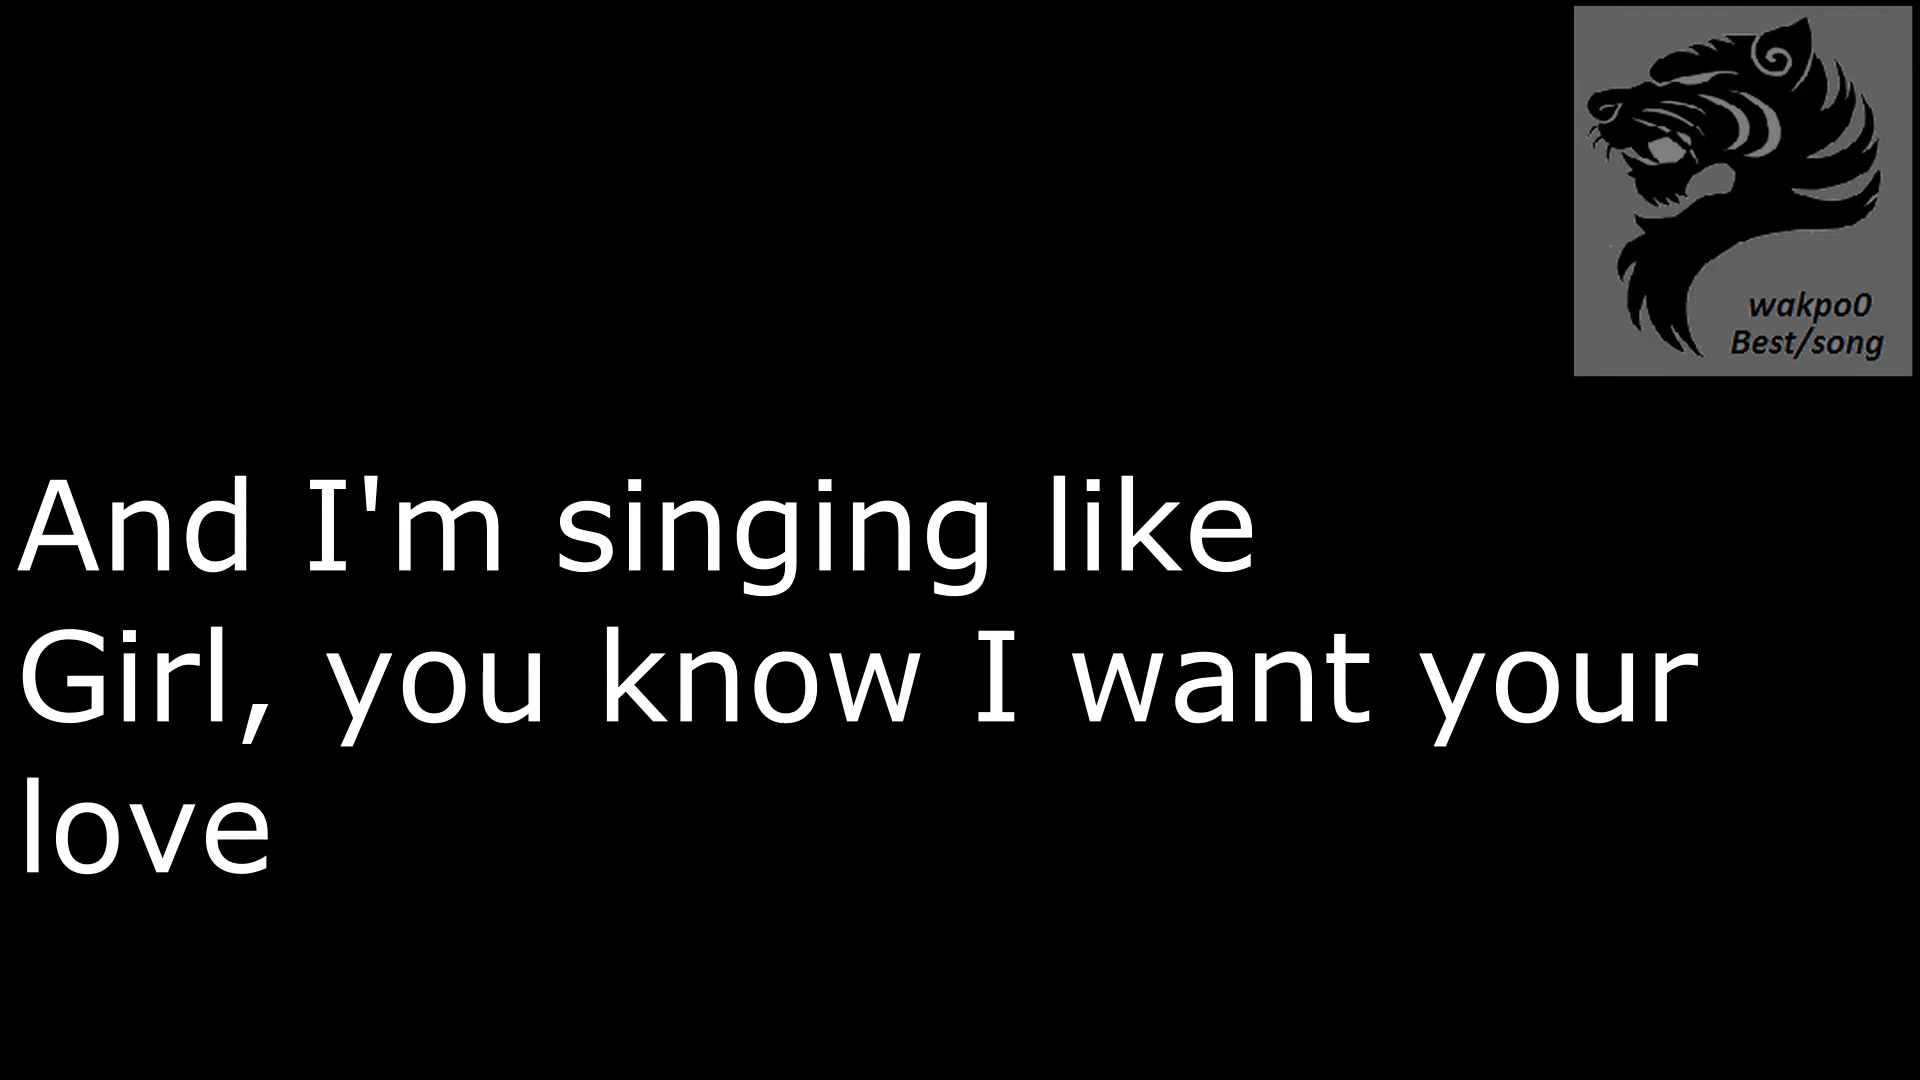 wakpo0
Best/song
And I'm singing like
Girl, you know I want your
love